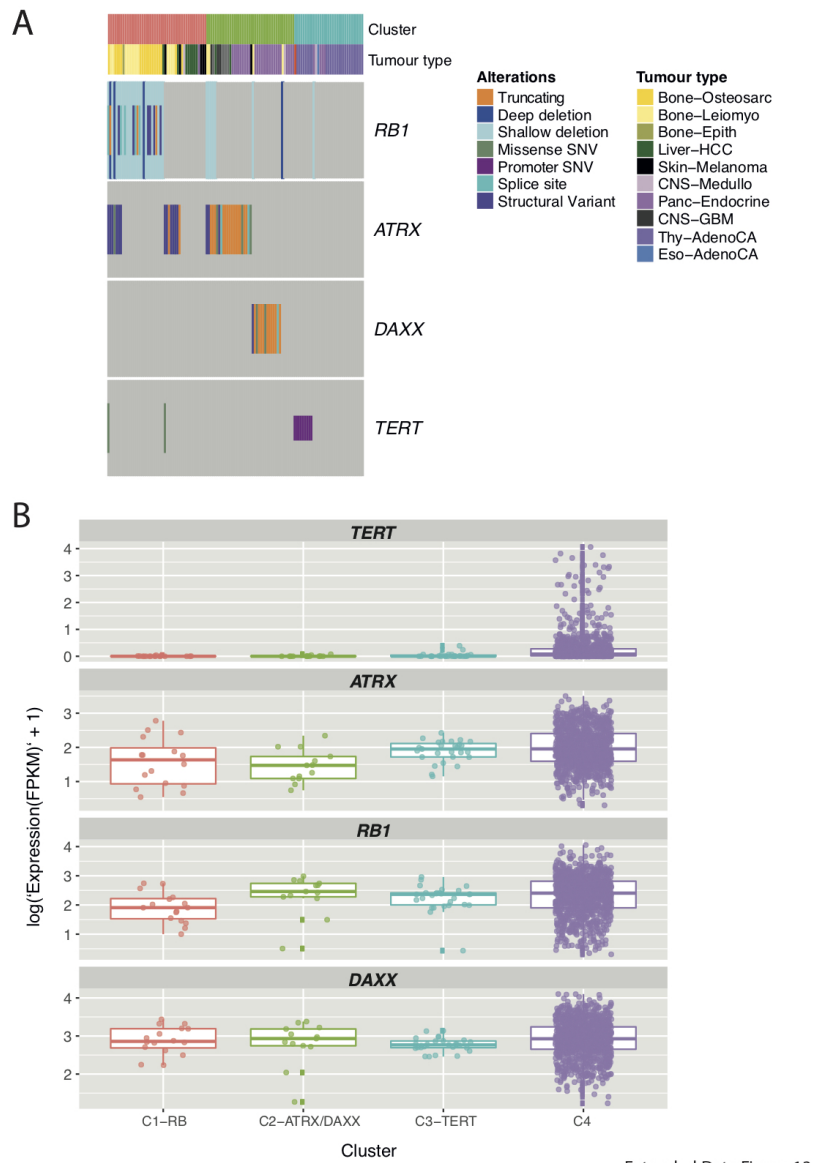 A
Cluster
Tumour type
RB1
ATRX
DAXX
TERT
Alterations
Truncating
Deep deletion
Shallow deletion
Missense SNV
Promoter SNV
Splice site
Structural Variant
Tumour type
Bone−Osteosarc
Bone−Leiomyo
Bone−Epith
Liver−HCC
Skin−Melanoma
CNS−Medullo
Panc−Endocrine
CNS−GBM
Thy−AdenoCA
Eso−AdenoCA
B
log(‘Expression(FPKM)‘ + 1)
TERT
4
3
2
1
0
ATRX
3
2
1
RB1
4
3
2
1
DAXX
4
3
2
C1−RB C2−ATRX/DAXX C3−TERT C4
Cluster